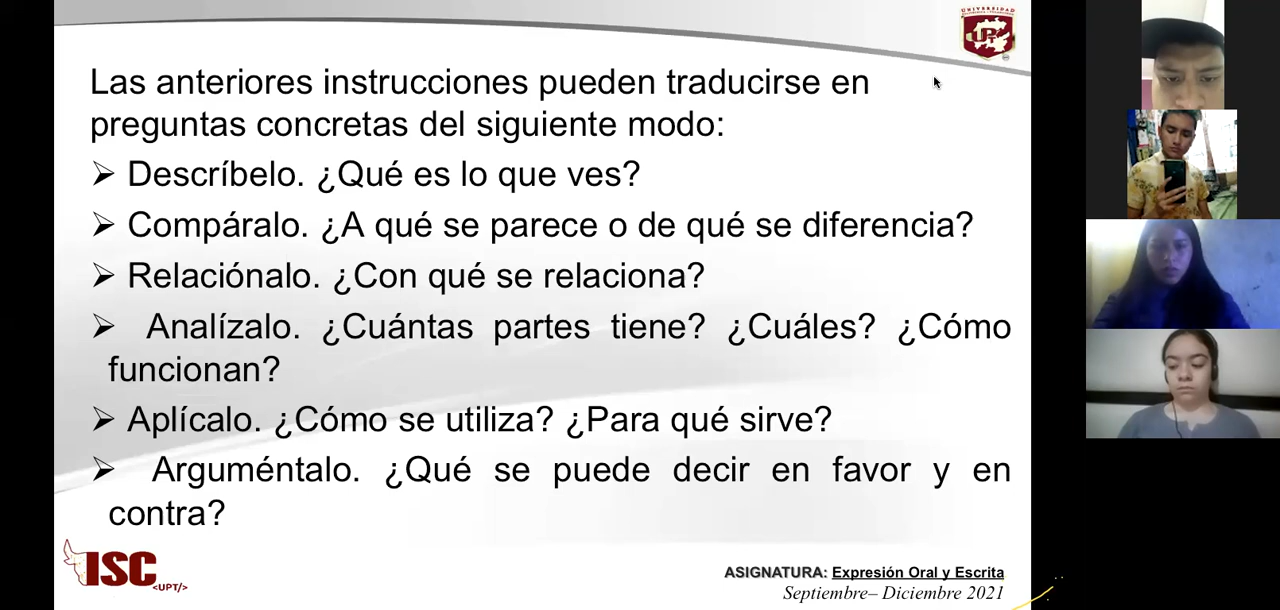 UNIVERSIDAD
UPT
Las anteriores instrucciones pueden traducirse en
preguntas concretas del siguiente modo:
➢ Descríbelo. ¿Qué es lo que ves?
➢ Compáralo. ¿A qué se parece o de qué se diferencia?
➢ Relaciónalo. ¿Con qué se relaciona?
➢ Analízalo. ¿Cuántas partes tiene? ¿Cuáles? ¿Cómo
funcionan?
➢ Aplícalo. ¿Cómo se utiliza? ¿Para qué sirve?
➢ Arguméntalo. ¿Qué se puede decir en favor y en
contra?
ISC
<UPT/>
ASIGNATURA: Expresión Oral y Escrita
Septiembre– Diciembre 2021